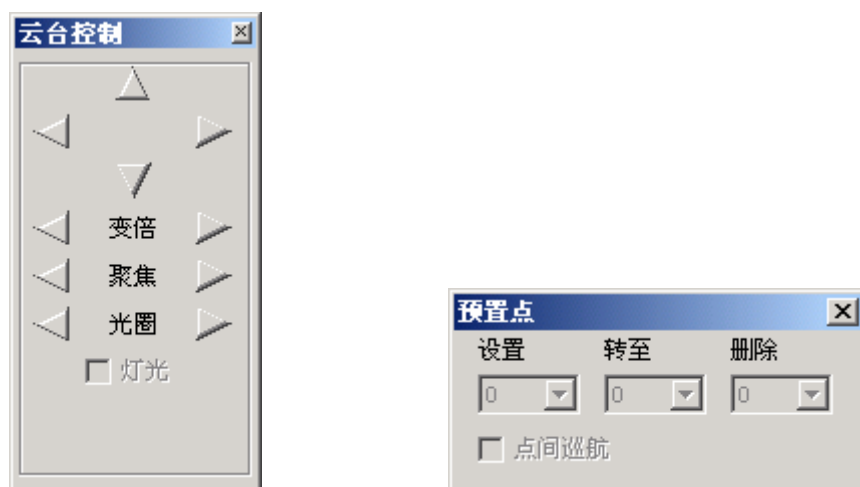 云台控制
变倍
聚焦
光圈
灯光
预置点
设置 转至 删除
0 0 0
点间巡航